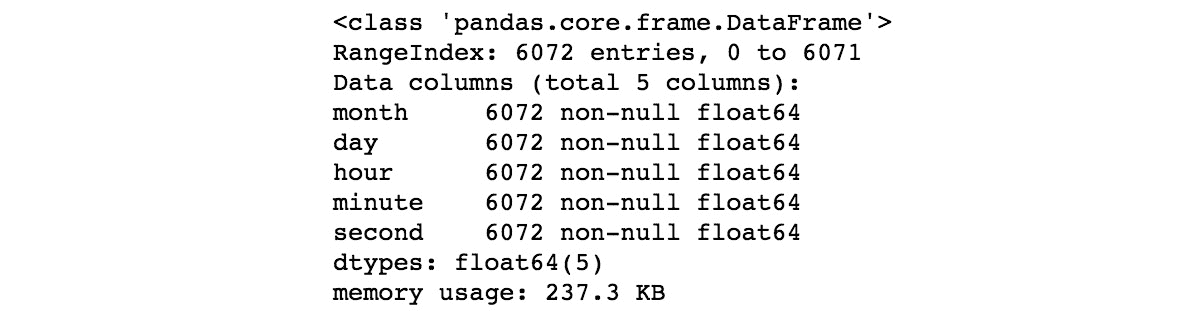 <class 'pandas.core.frame.DataFrame'>
RangeIndex: 6072 entries, 0 to 6071
Data columns (total 5 columns):
month     6072 non-null float64
day       6072 non-null float64
hour      6072 non-null float64
minute    6072 non-null float64
second    6072 non-null float64
dtypes: float64(5)
memory usage: 237.3 KB